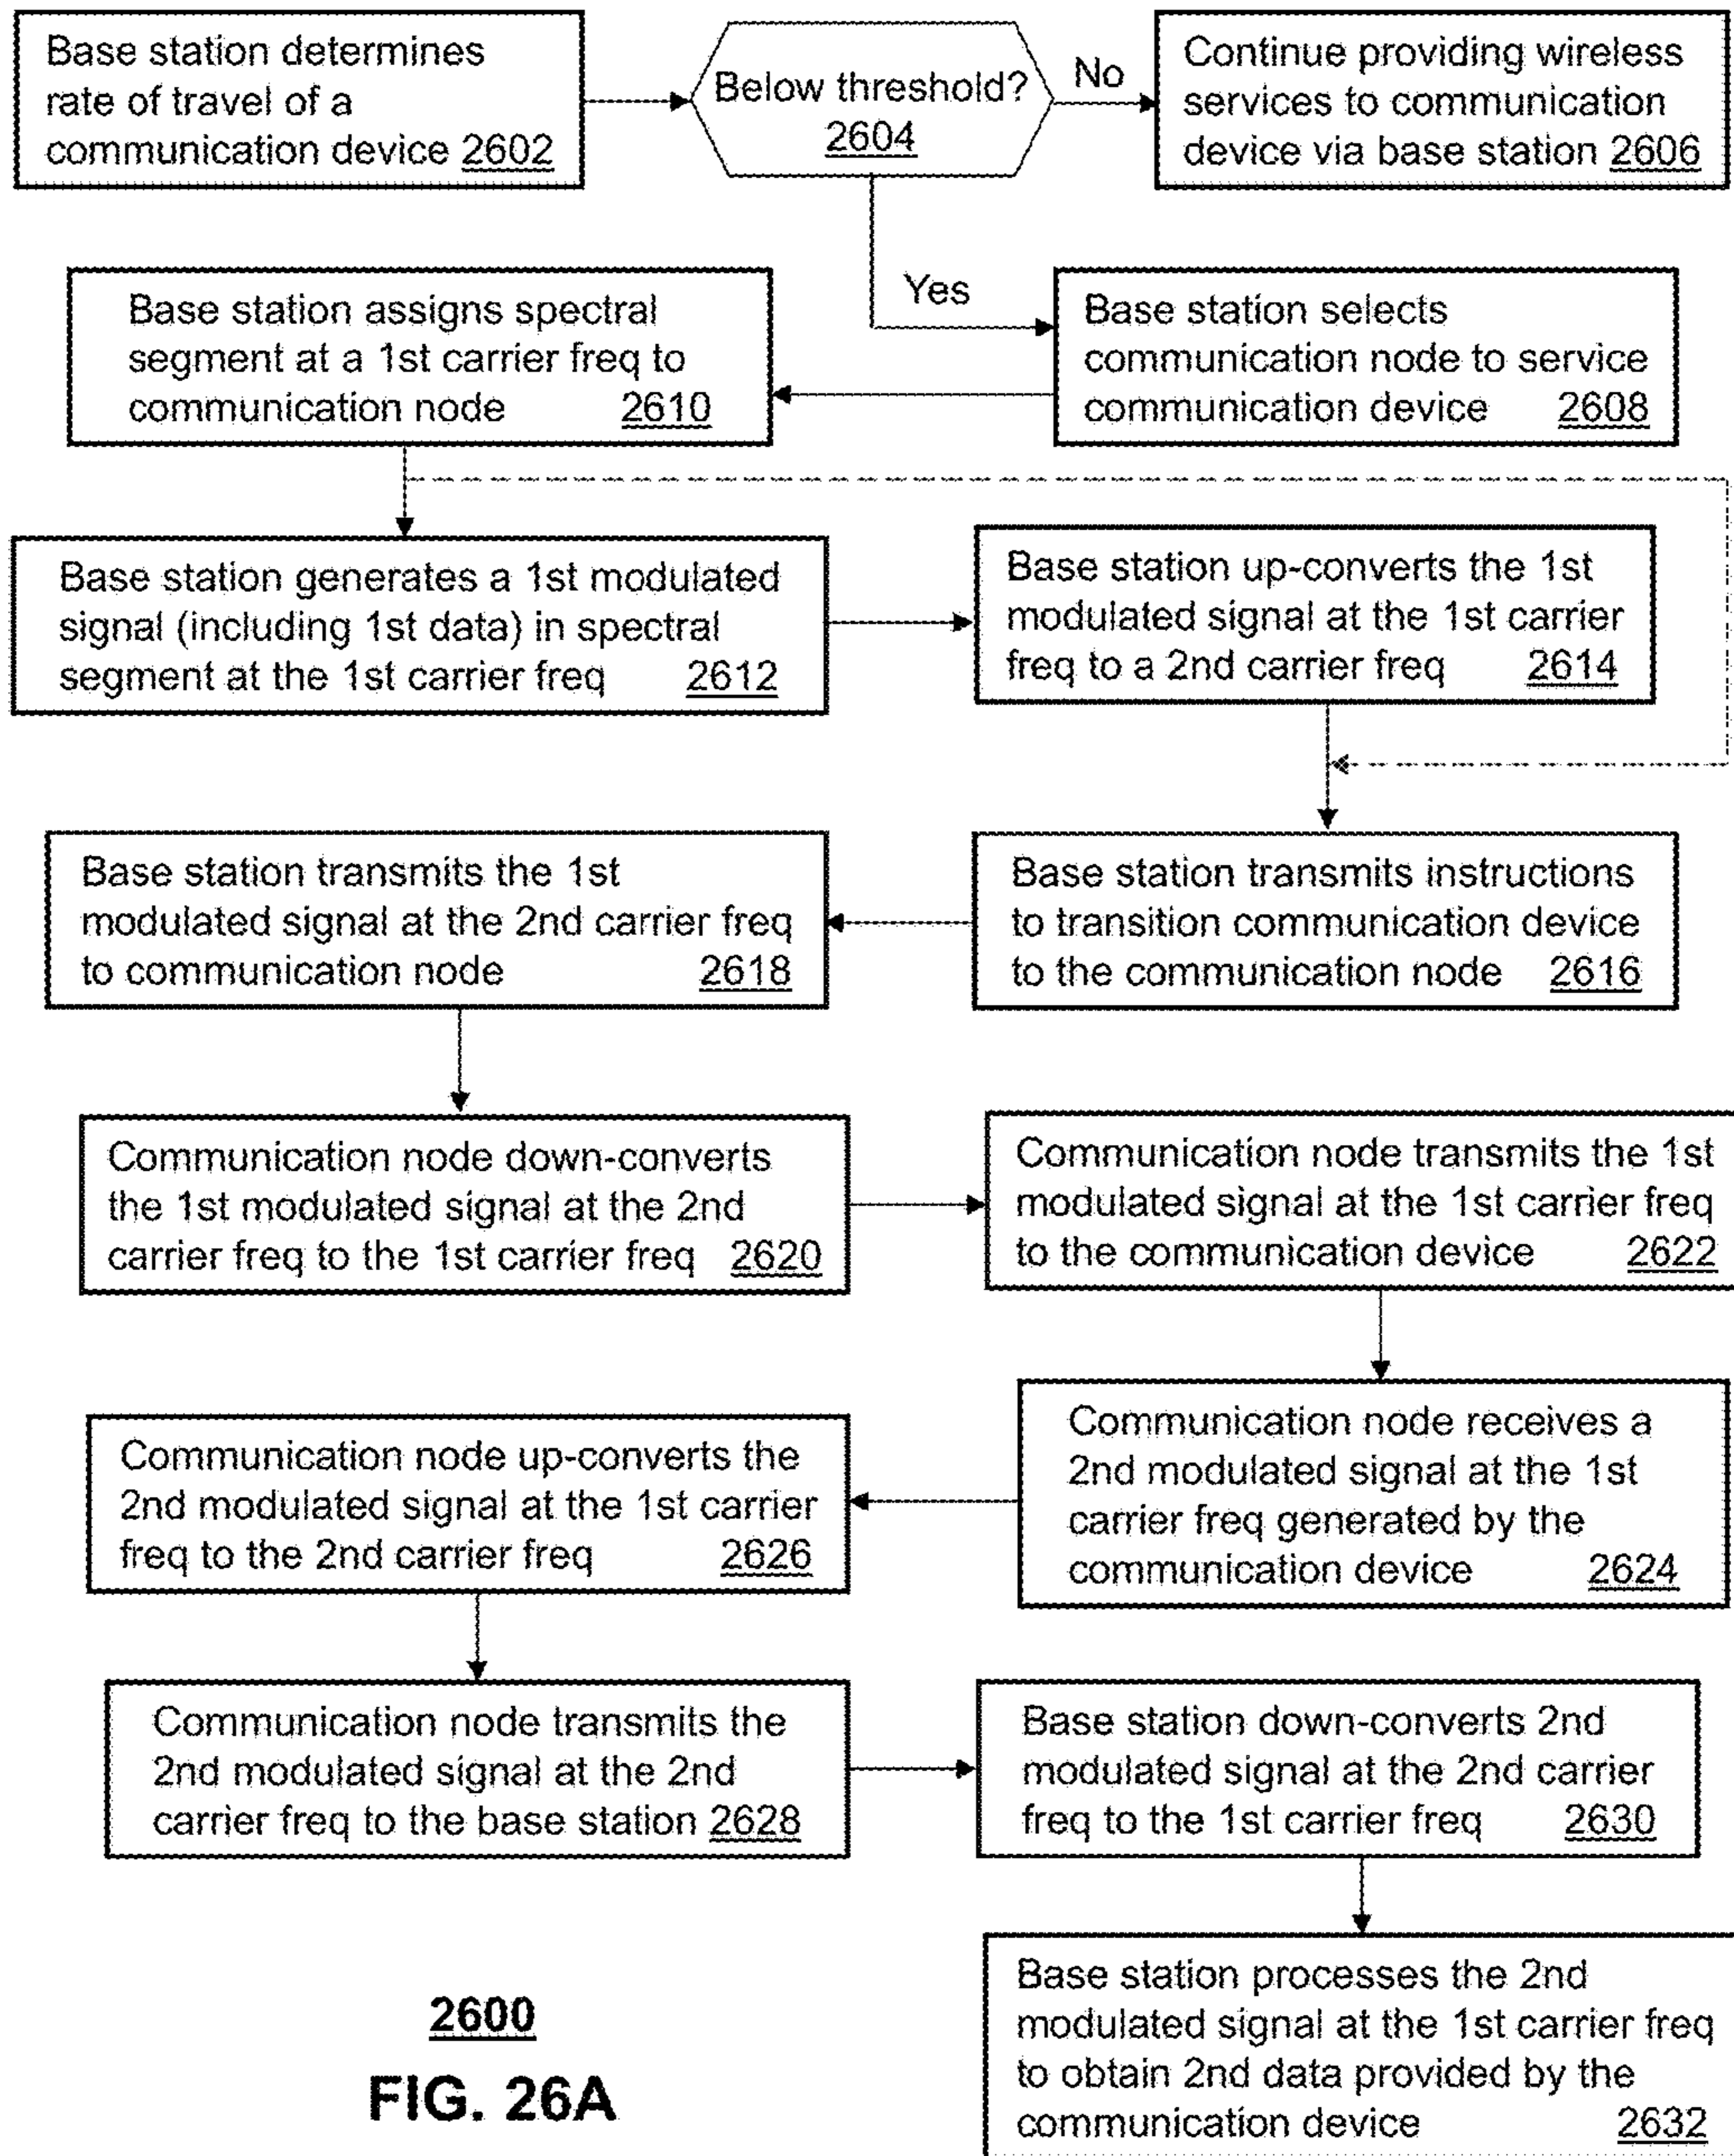 Base station determines
rate of travel of a
communication device 2602
Below threshold?
2604
No
Continue providing wireless
services to communication
device via base station 2606
Yes
Base station selects
communication node to service
communication device 2608
Base station assigns spectral
segment at a 1st carrier freq to
communication node 2610
Base station generates a 1st modulated
signal (including 1st data) in spectral
segment at the 1st carrier freq 2612
Base station up-converts the 1st
modulated signal at the 1st carrier
freq to a 2nd carrier freq 2614
Base station transmits instructions
to transition communication device
to the communication node 2616
Base station transmits the 1st
modulated signal at the 2nd carrier freq
to communication node 2618
Communication node down-converts
the 1st modulated signal at the 2nd
carrier freq to the 1st carrier freq 2620
Communication node transmits the 1st
modulated signal at the 1st carrier freq
to the communication device 2622
Communication node receives a
2nd modulated signal at the 1st
carrier freq generated by the
communication device 2624
Communication node up-converts the
2nd modulated signal at the 1st carrier
freq to the 2nd carrier freq 2626
Communication node transmits the
2nd modulated signal at the 2nd
carrier freq to the base station 2628
Base station down-converts 2nd
modulated signal at the 2nd carrier
freq to the 1st carrier freq 2630
Base station processes the 2nd
modulated signal at the 1st carrier freq
to obtain 2nd data provided by the
communication device 2632
2600
FIG. 26A